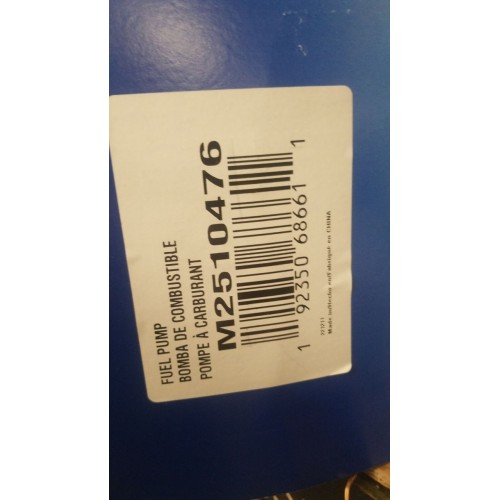 FUEL PUMP
BOMBA DE COMBUSTIBLE
POMPE À CARBURANT
M2510476
1 92350 68661 1
Made in/Hecho en/Fabriqué en CHINA